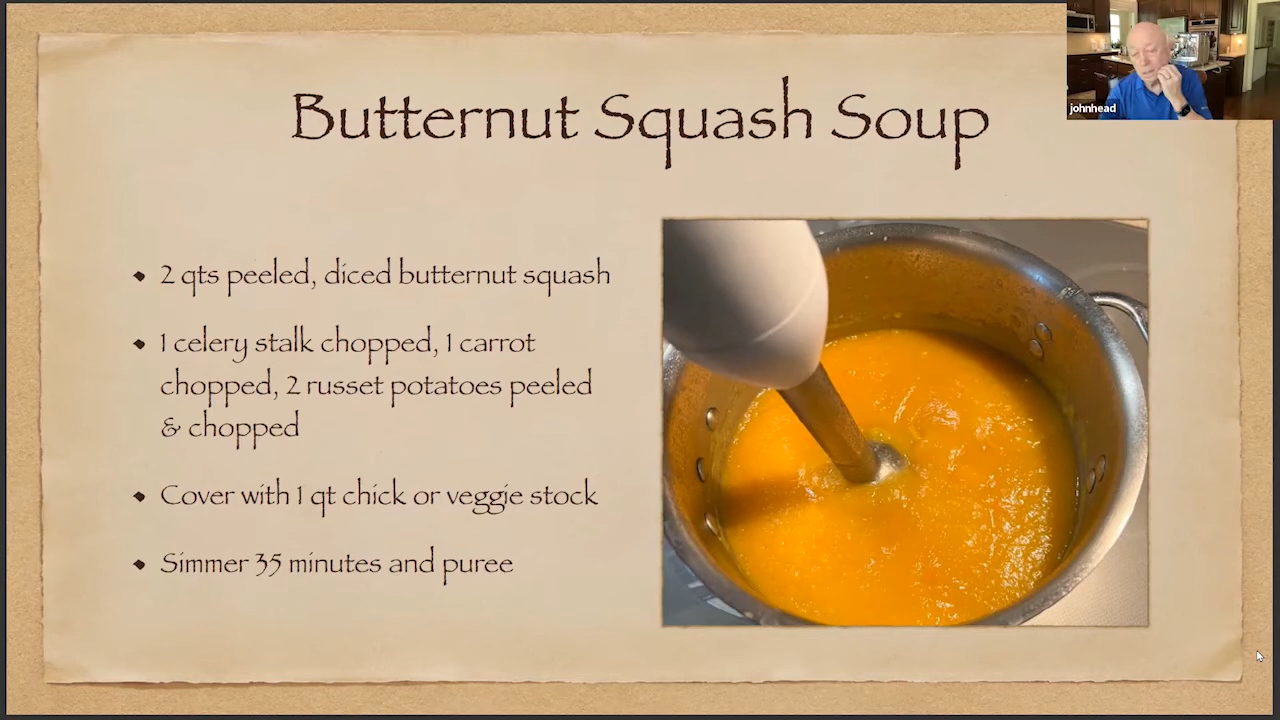 Butternut Squash Soup
johnhead
2 qts peeled, diced butternut squash
1 celery stalk chopped, 1 carrot
chopped, 2 russet potatoes peeled
& chopped
Cover with 1 qt chick or veggie stock
Simmer 35 minutes and puree